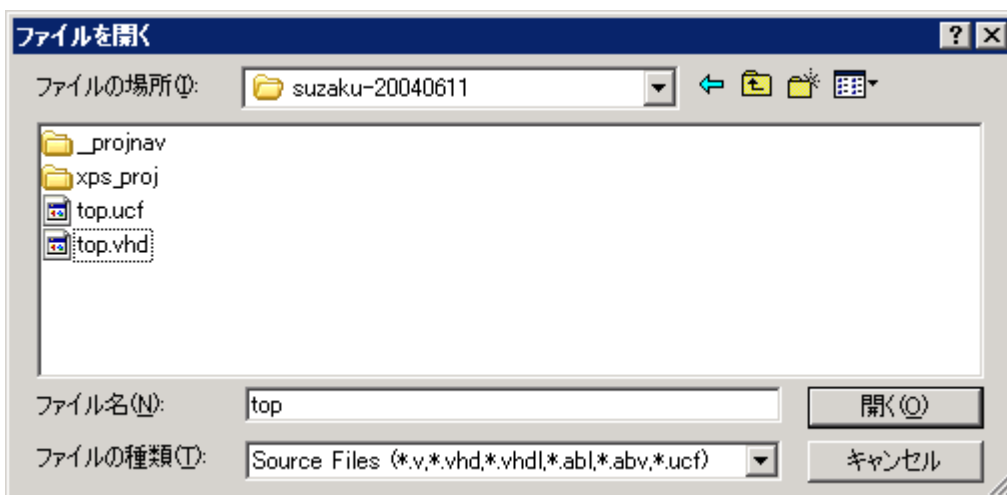 ファイルを開く
ファイルの場所(I):
suzaku-20040611
_projnav
xps_proj
top.ucf
top.vhd
ファイル名(N):
top
開く(O)
ファイルの種類(T):
Source Files (*.v,*.vhd,*.vhdl,*.abl,*.abv,*.ucf)
キャンセル